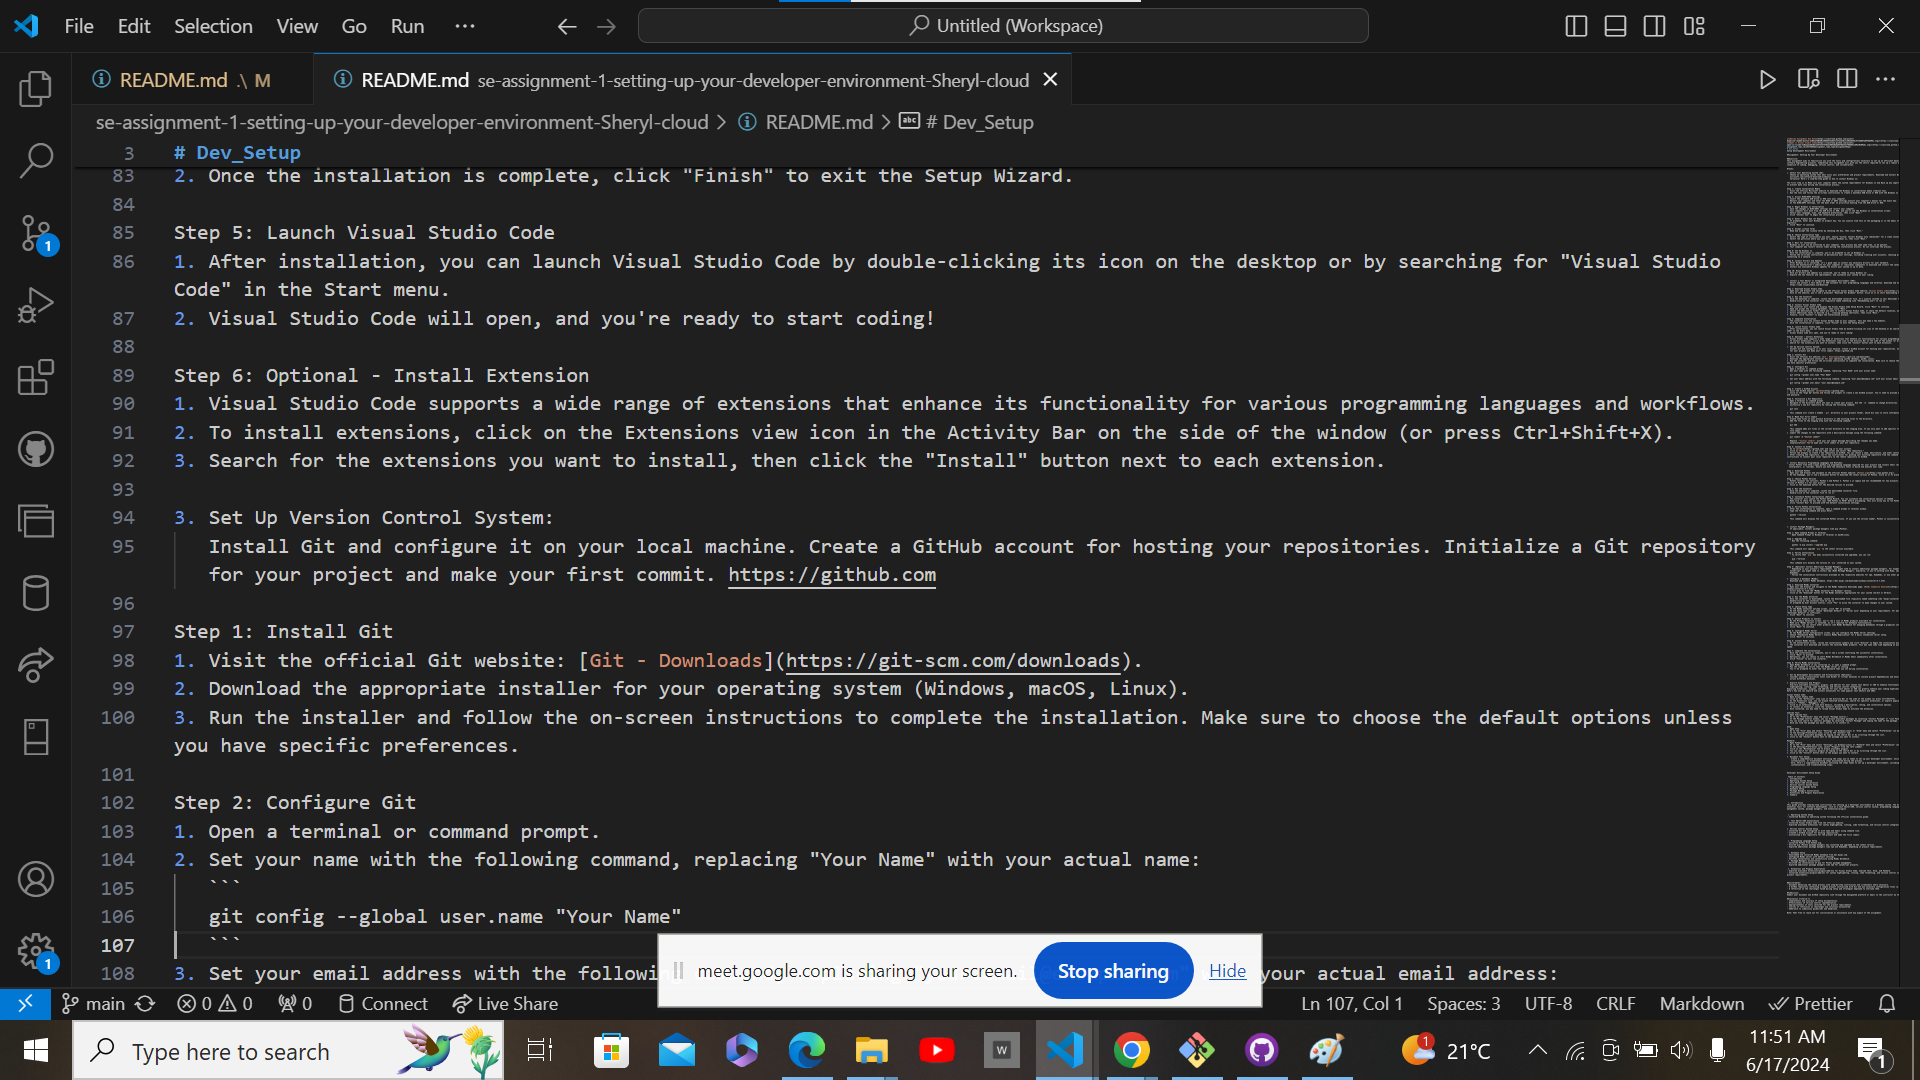 File Edit Selection View Go Run ··· Untitled (Workspace)
README.md .\ M README.md se-assignment-1-setting-up-your-developer-environment-Sheryl-cloud
se-assignment-1-setting-up-your-developer-environment-Sheryl-cloud > README.md > # Dev_Setup
3 # Dev_Setup
83 2. Once the installation is complete, click "Finish" to exit the Setup Wizard.
84
85 Step 5: Launch Visual Studio Code
86 1. After installation, you can launch Visual Studio Code by double-clicking its icon on the desktop or by searching for "Visual Studio
Code" in the Start menu.
87 2. Visual Studio Code will open, and you're ready to start coding!
88
89 Step 6: Optional - Install Extension
90 1. Visual Studio Code supports a wide range of extensions that enhance its functionality for various programming languages and workflows.
91 2. To install extensions, click on the Extensions view icon in the Activity Bar on the side of the window (or press Ctrl+Shift+X).
92 3. Search for the extensions you want to install, then click the "Install" button next to each extension.
93
94 3. Set Up Version Control System:
95 Install Git and configure it on your local machine. Create a GitHub account for hosting your repositories. Initialize a Git repository
for your project and make your first commit. https://github.com
96
97 Step 1: Install Git
98 1. Visit the official Git website: [Git - Downloads](https://git-scm.com/downloads).
99 2. Download the appropriate installer for your operating system (Windows, macOS, Linux).
100 3. Run the installer and follow the on-screen instructions to complete the installation. Make sure to choose the default options unless
you have specific preferences.
101
102 Step 2: Configure Git
103 1. Open a terminal or command prompt.
104 2. Set your name with the following command, replacing "Your Name" with your actual name:
105 ```
106 git config --global user.name "Your Name"
107 ```
108 3. Set your email address with the following your actual email address:
meet.google.com is sharing your screen. Stop sharing Hide
main 0 0 0 Connect Live Share Ln 107, Col 1 Spaces: 3 UTF-8 CRLF Markdown Prettier
1
1
Type here to search W 1 21°C 11:51 AM
6/17/2024 1